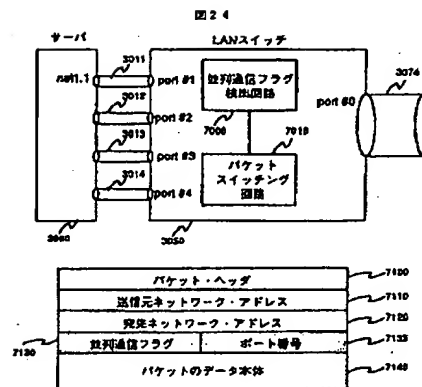 図24
サーバ
LANスイッチ
net1.1
3011
port #1
3012
port #2
3013
port #3
3014
port #4
並列通信フラグ
検出回路
7000
port #0
3074
7010
パケット
スイッチング
回路
3050
パケット・ヘッダ
7100
送信元ネットワーク・アドレス
7110
宛先ネットワーク・アドレス
7120
7130
並列通信フラグ
ポート番号
7135
パケットのデータ本体
7140